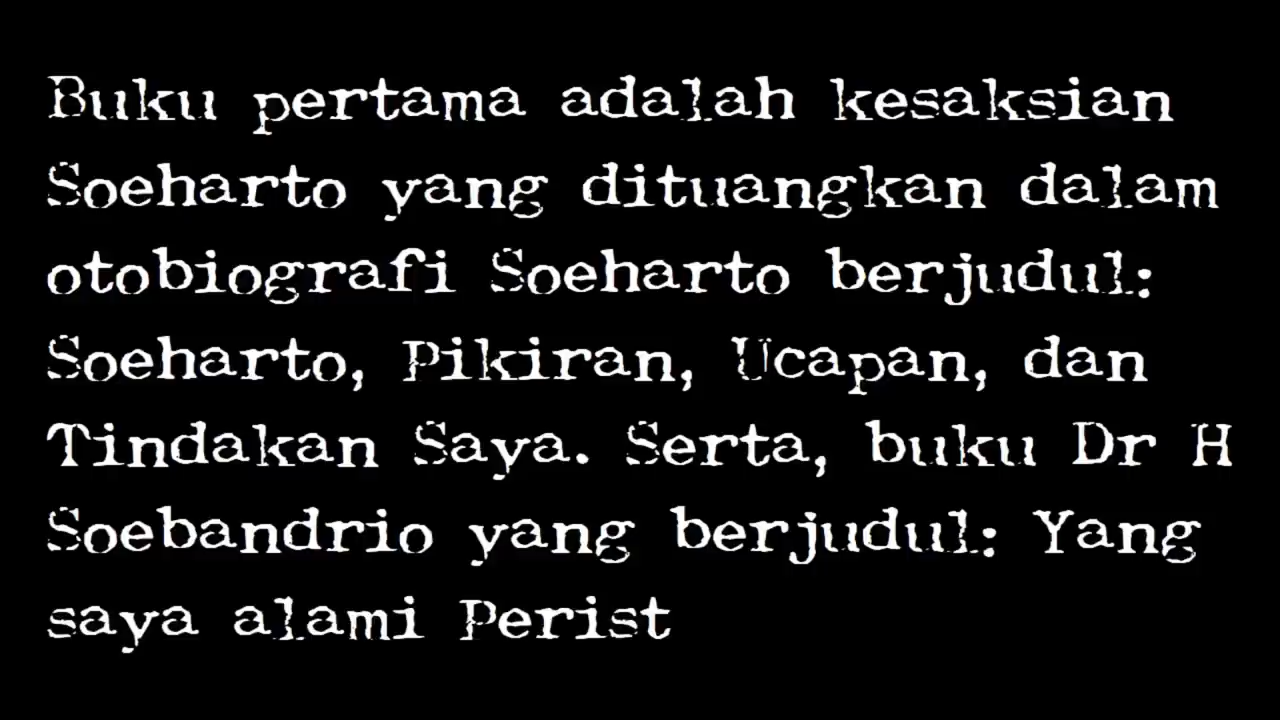 Buku pertama adalah kesaksian
Soeharto yang dituangkan dalam
otobiografi Soeharto berjudul:
Soeharto, Pikiran, Ucapan, dan
Tindakan Saya. Serta, buku Dr H
Soebandrio yang berjudul: Yang
saya alami Perist